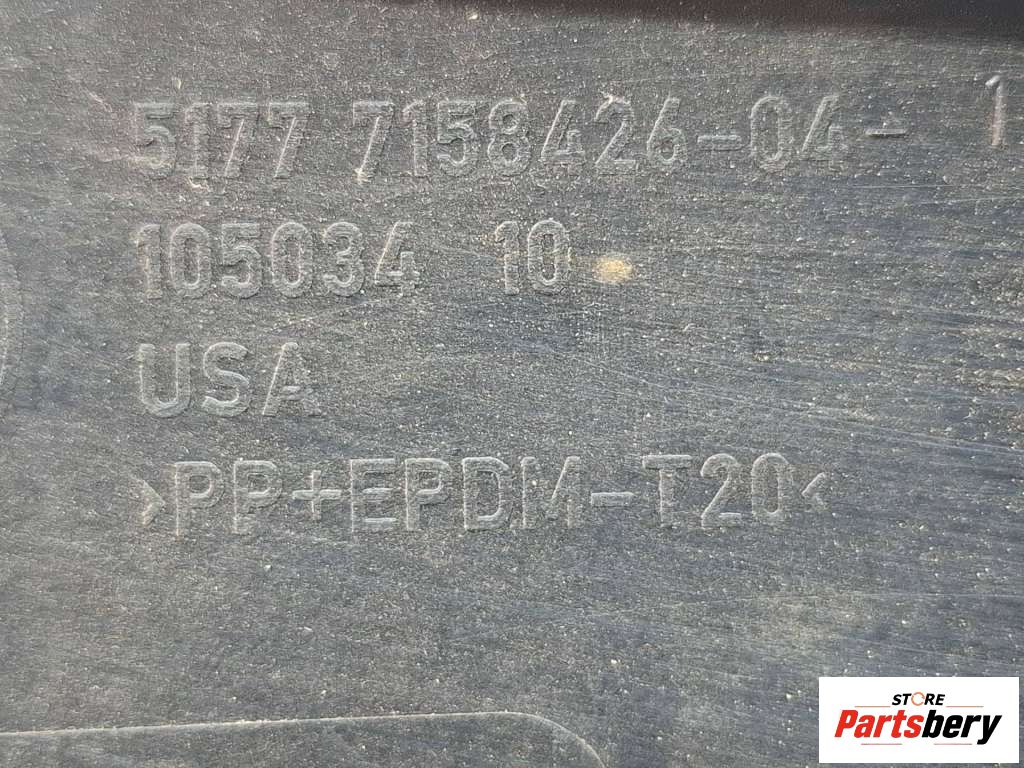 5177 7158426-04- 1
105034 10
USA
>PP+EPDM-T20<
STORE
Partsbery